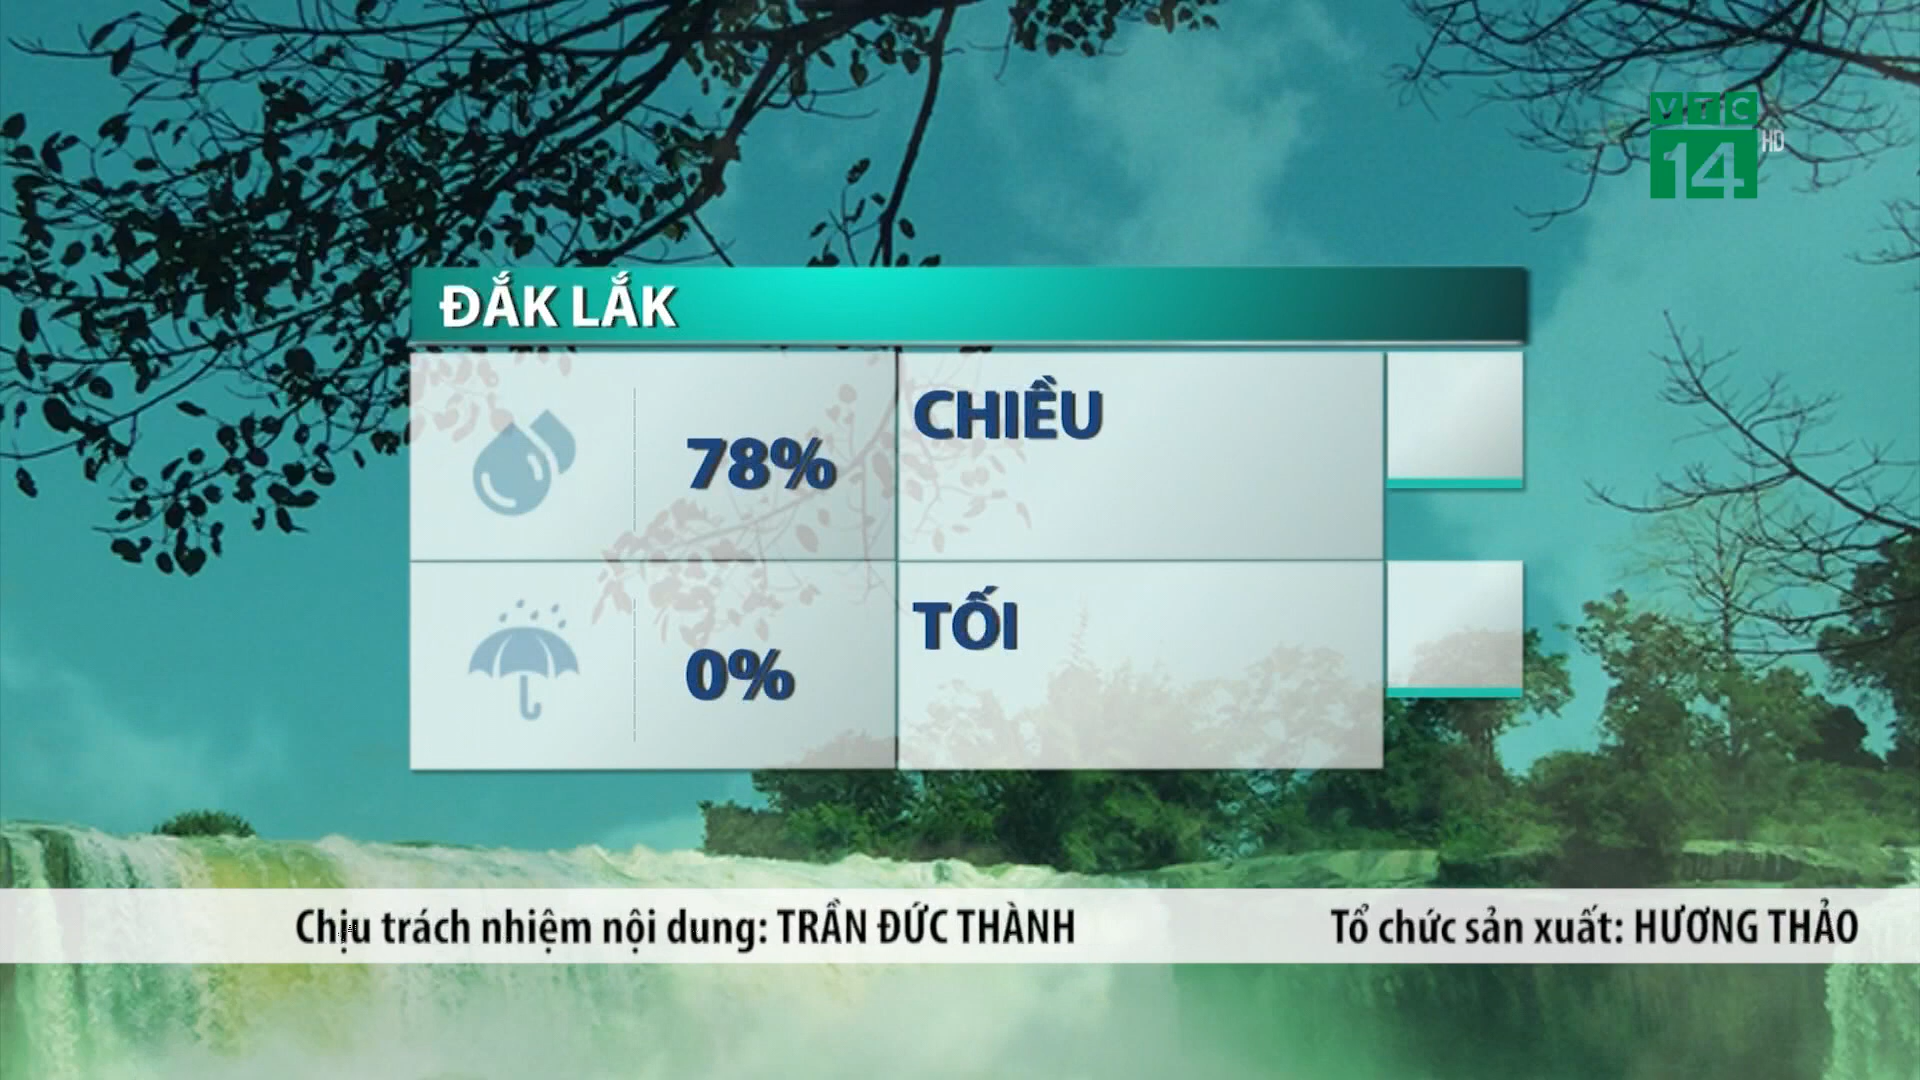 VTC
14
HD
ĐẮK LẮK
78%
CHIỀU
0%
TỐI
Chịu trách nhiệm nội dung: TRẦN ĐỨC THÀNH
Tổ chức sản xuất: HƯƠNG THẢO